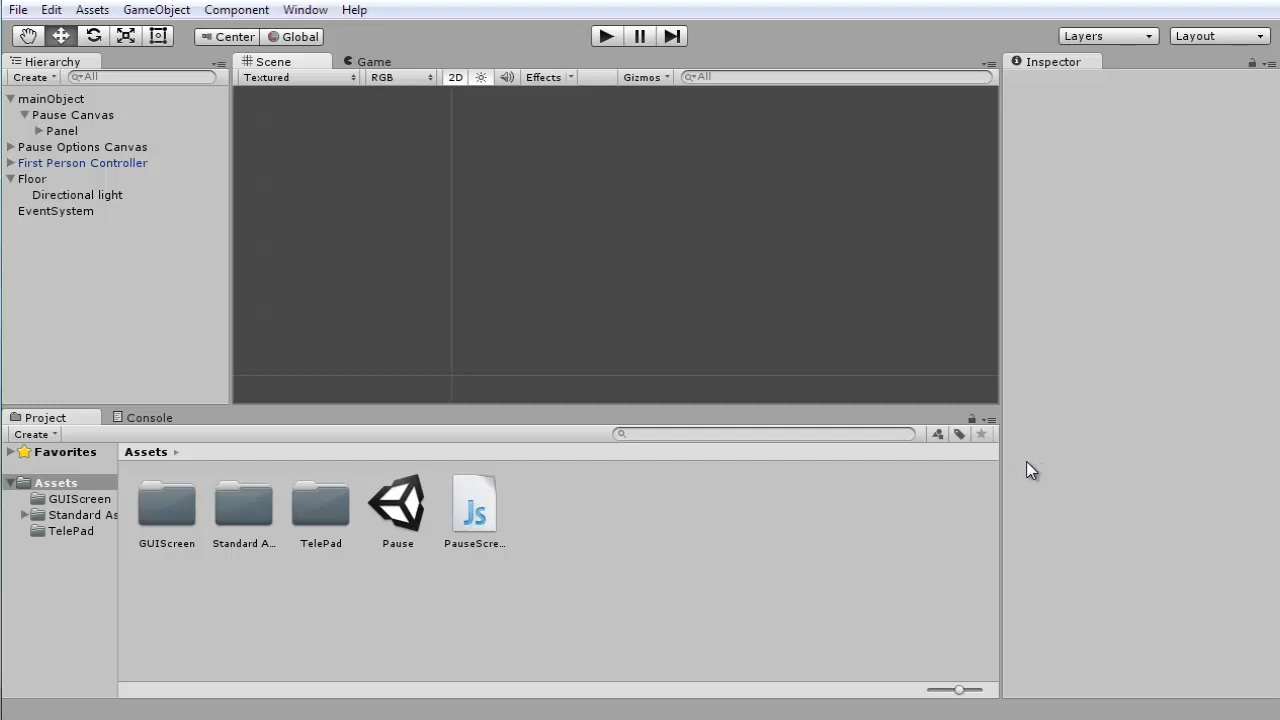 File Edit Assets GameObject Component Window Help
Center Global Layers Layout
Hierarchy Scene Game Inspector
Create All Textured RGB 2D Effects Gizmos All
mainObject
Pause Canvas
Panel
Pause Options Canvas
First Person Controller
Floor
Directional light
EventSystem
Project Console
Create
Favorites Assets
Assets
GUIScreen
Standard As
TelePad
GUIScreen Standard A... TelePad Pause PauseScre...
Js